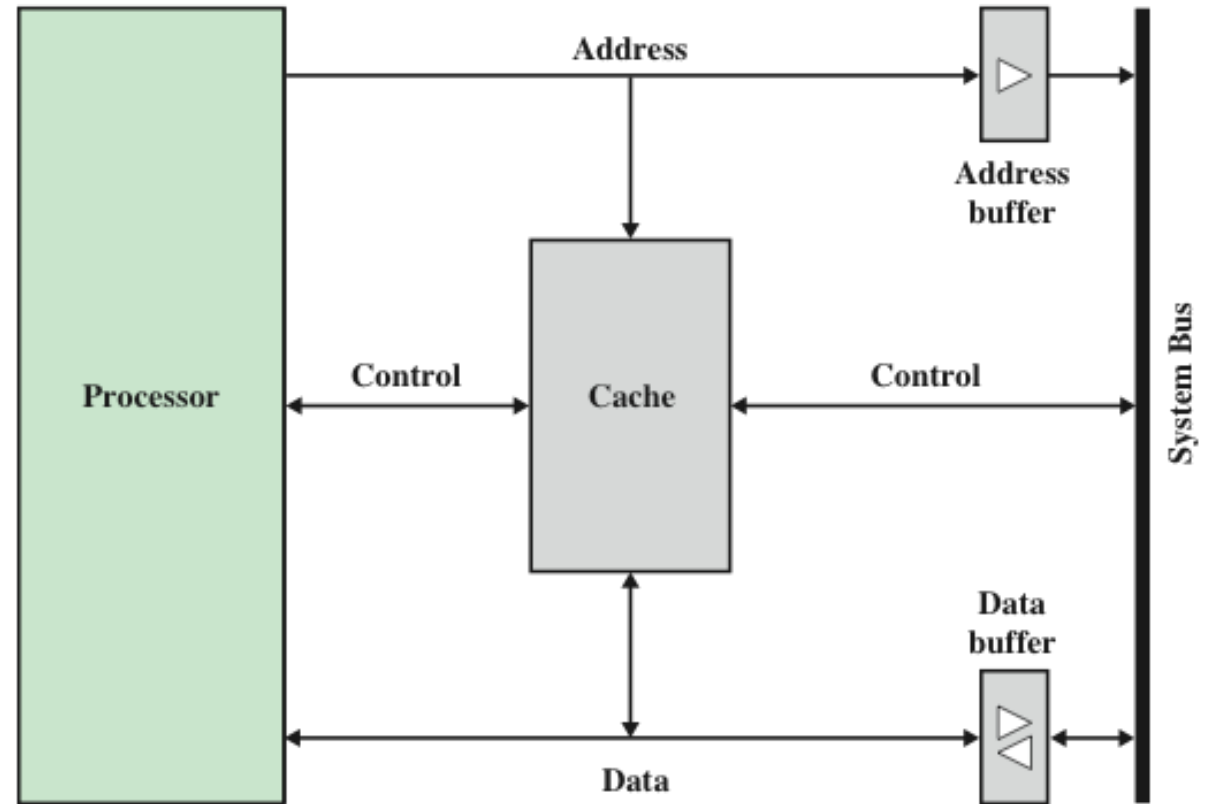 Address
Address
buffer
Processor
Control
Cache
Control
System Bus
Data
buffer
Data